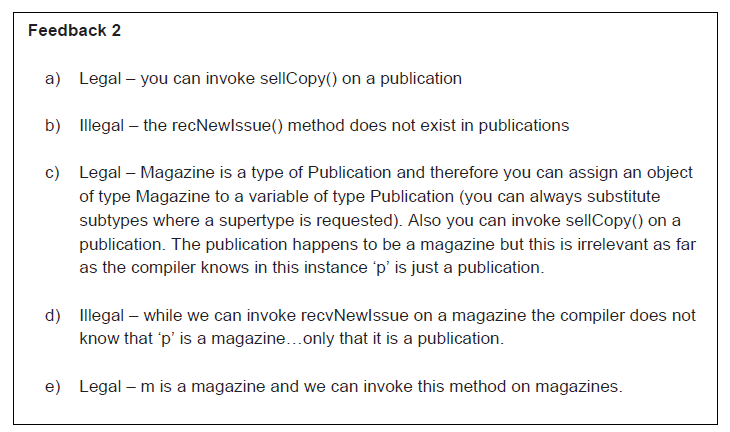 Feedback 2
a) Legal – you can invoke sellCopy() on a publication
b) Illegal – the recNewIssue() method does not exist in publications
c) Legal – Magazine is a type of Publication and therefore you can assign an object
of type Magazine to a variable of type Publication (you can always substitute
subtypes where a supertype is requested). Also you can invoke sellCopy() on a
publication. The publication happens to be a magazine but this is irrelevant as far
as the compiler knows in this instance ‘p’ is just a publication.
d) Illegal – while we can invoke recvNewIssue on a magazine the compiler does not
know that ‘p’ is a magazine…only that it is a publication.
e) Legal – m is a magazine and we can invoke this method on magazines.